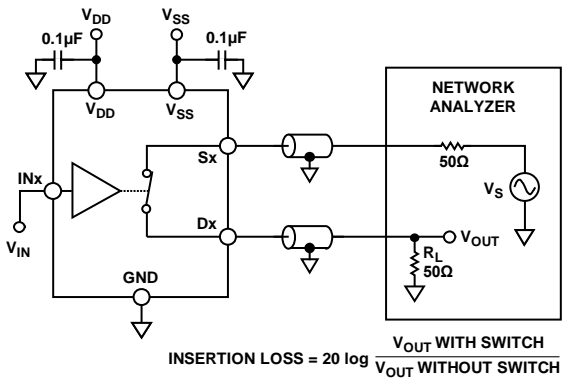 VDD
VSS
0.1µF
0.1µF
VDD
VSS
NETWORK
ANALYZER
Sx
50Ω
VS
INx
VIN
Dx
VOUT
RL
50Ω
GND
INSERTION LOSS = 20 log VOUT WITH SWITCH
VOUT WITHOUT SWITCH